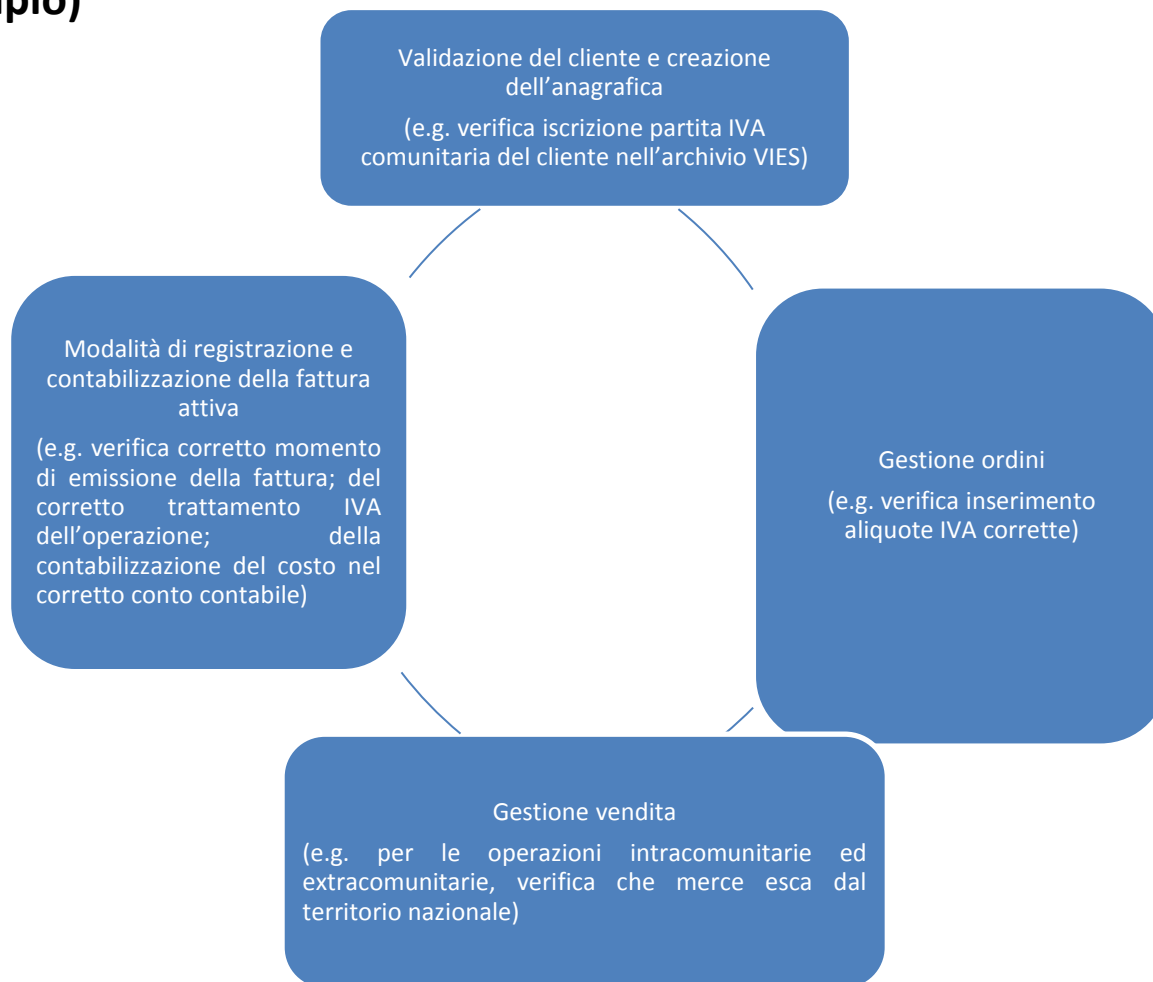 Validazione del cliente e creazione
dell’anagrafica
(e.g. verifica iscrizione partita IVA
comunitaria del cliente nell’archivio VIES)
Gestione ordini
(e.g. verifica inserimento
aliquote IVA corrette)
Gestione vendita
(e.g. per le operazioni intracomunitarie ed
extracomunitarie, verifica che merce esca dal
territorio nazionale)
Modalità di registrazione e
contabilizzazione della fattura
attiva
(e.g. verifica corretto momento
di emissione della fattura; del
corretto trattamento IVA
dell’operazione; della
contabilizzazione del costo nel
corretto conto contabile)